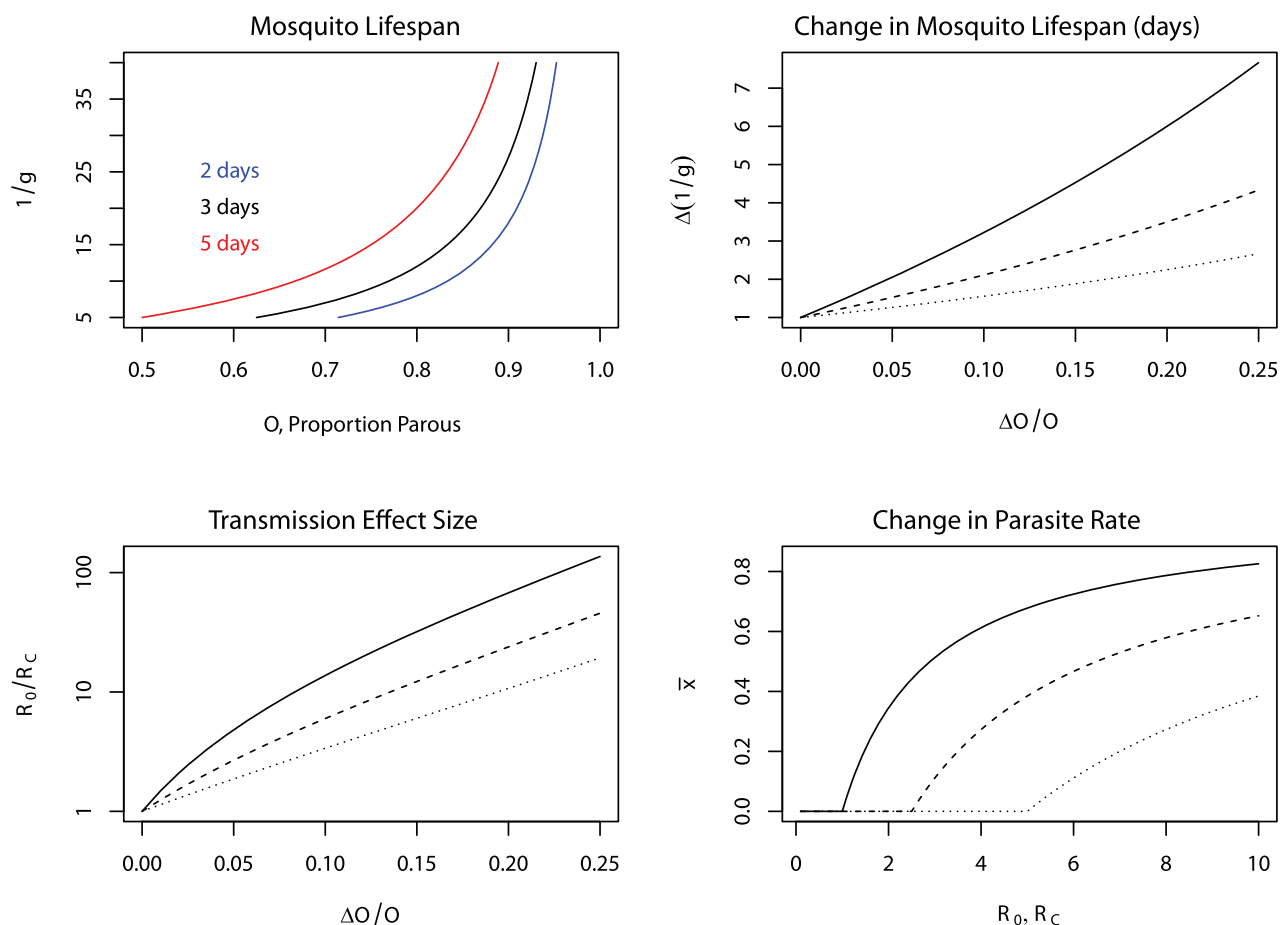 Mosquito Lifespan
1/g
35
25
15
5
2 days
3 days
5 days
0.5 0.6 0.7 0.8 0.9 1.0
O, Proportion Parous
Change in Mosquito Lifespan (days)
Δ(1/g)
7
6
5
4
3
2
1
0.00 0.05 0.10 0.15 0.20 0.25
ΔO/O
Transmission Effect Size
R0/RC
100
10
1
0.00 0.05 0.10 0.15 0.20 0.25
ΔO/O
Change in Parasite Rate
x̅
0.8
0.6
0.4
0.2
0.0
0 2 4 6 8 10
R0, RC